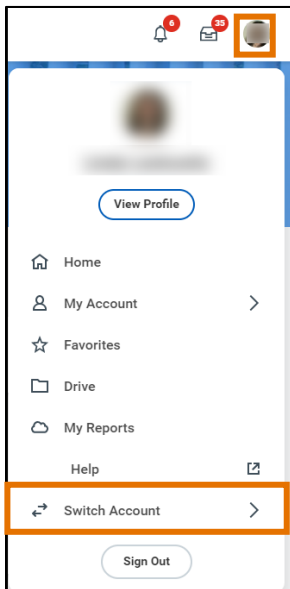 6
35
View Profile
Home
My Account
Favorites
Drive
My Reports
Help
Switch Account
Sign Out